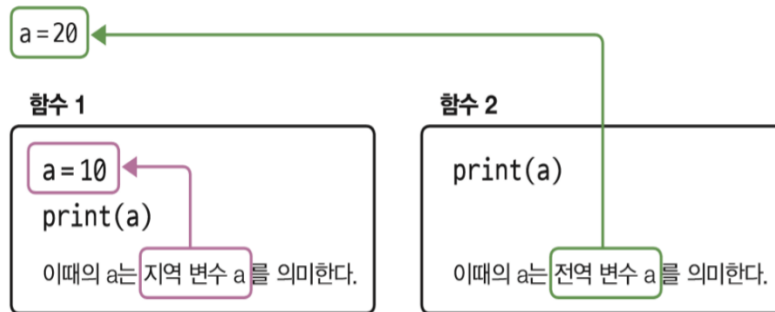 a=20
함수 1
a=10
print(a)
이때의 a는 지역 변수 a를 의미한다.
함수 2
print(a)
이때의 a는 전역 변수 a를 의미한다.